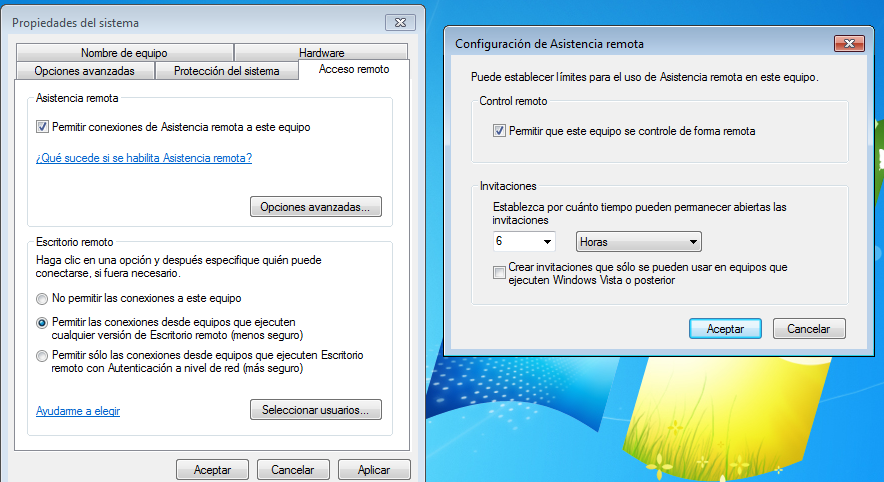 Propiedades del sistema
Nombre de equipo
Hardware
Opciones avanzadas
Protección del sistema
Acceso remoto
Asistencia remota
Permitir conexiones de Asistencia remota a este equipo
¿Qué sucede si se habilita Asistencia remota?
Opciones avanzadas...
Escritorio remoto
Haga clic en una opción y después especifique quién puede
conectarse, si fuera necesario.
No permitir las conexiones a este equipo
Permitir las conexiones desde equipos que ejecuten
cualquier versión de Escritorio remoto (menos seguro)
Permitir sólo las conexiones desde equipos que ejecuten Escritorio
remoto con Autenticación a nivel de red (más seguro)
Ayudarme a elegir
Seleccionar usuarios...
Aceptar
Cancelar
Aplicar
Configuración de Asistencia remota
Puede establecer límites para el uso de Asistencia remota en este equipo.
Control remoto
Permitir que este equipo se controle de forma remota
Invitaciones
Establezca por cuánto tiempo pueden permanecer abiertas las
invitaciones
6
Horas
Crear invitaciones que sólo se pueden usar en equipos que
ejecuten Windows Vista o posterior
Aceptar
Cancelar